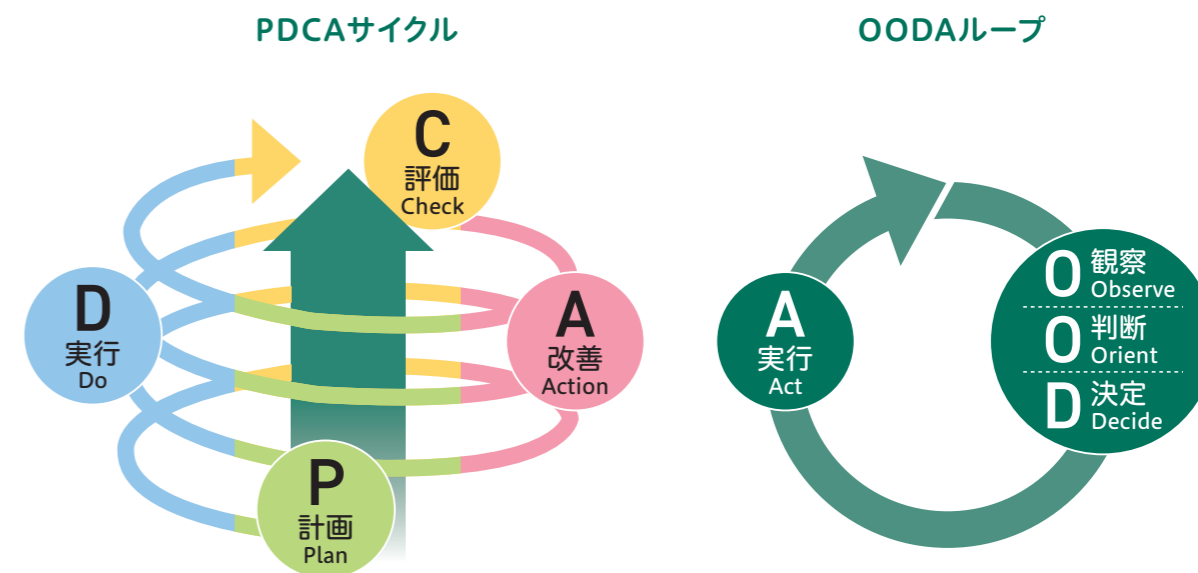 PDCAサイクル
C
評価
Check
D
実行
Do
A
改善
Action
P
計画
Plan
OODAループ
A
実行
Act
O 観察
Observe
O 判断
Orient
D 決定
Decide